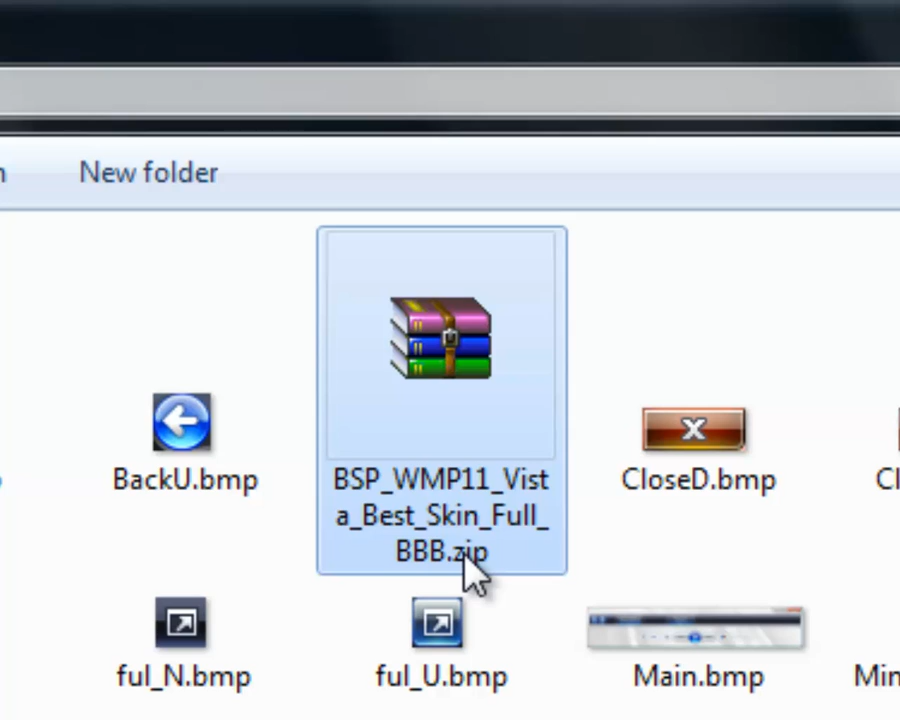 New folder
BackU.bmp
BSP_WMP11_Vist
a_Best_Skin_Full_
BBB.zip
CloseD.bmp
ful_N.bmp
ful_U.bmp
Main.bmp